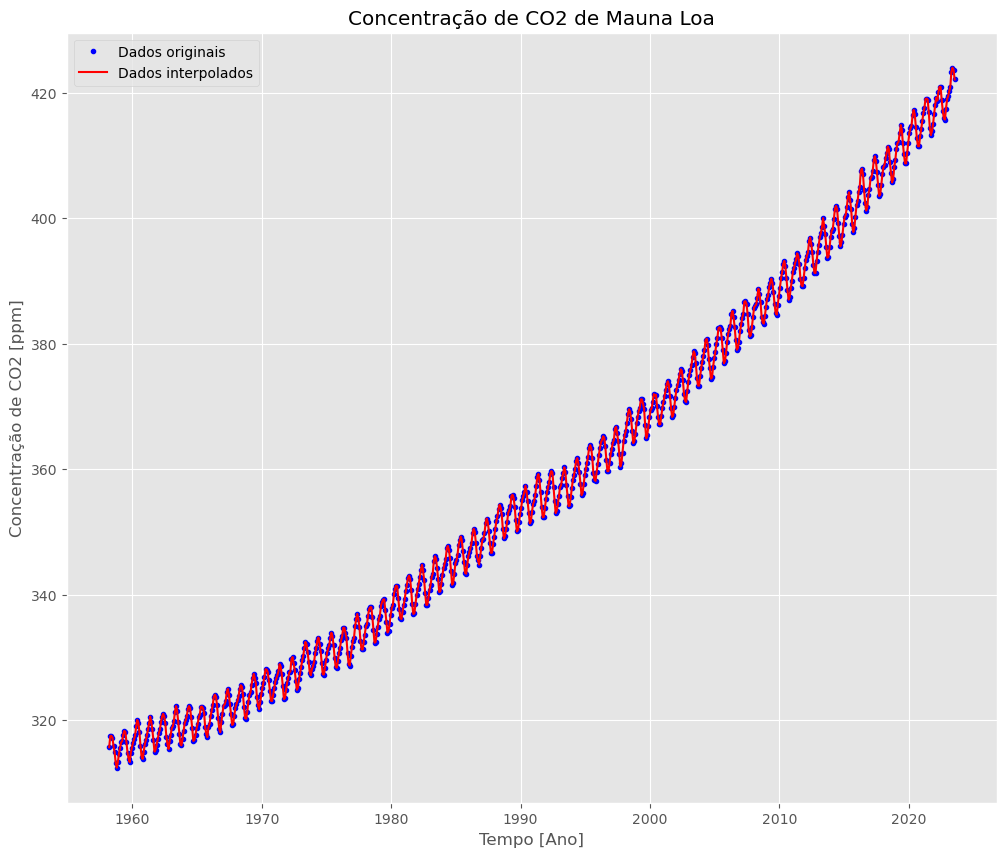 Concentração de CO2 de Mauna Loa
Dados originais
Dados interpolados
Concentração de CO2 [ppm]
420
400
380
360
340
320
1960
1970
1980
1990
2000
2010
2020
Tempo [Ano]